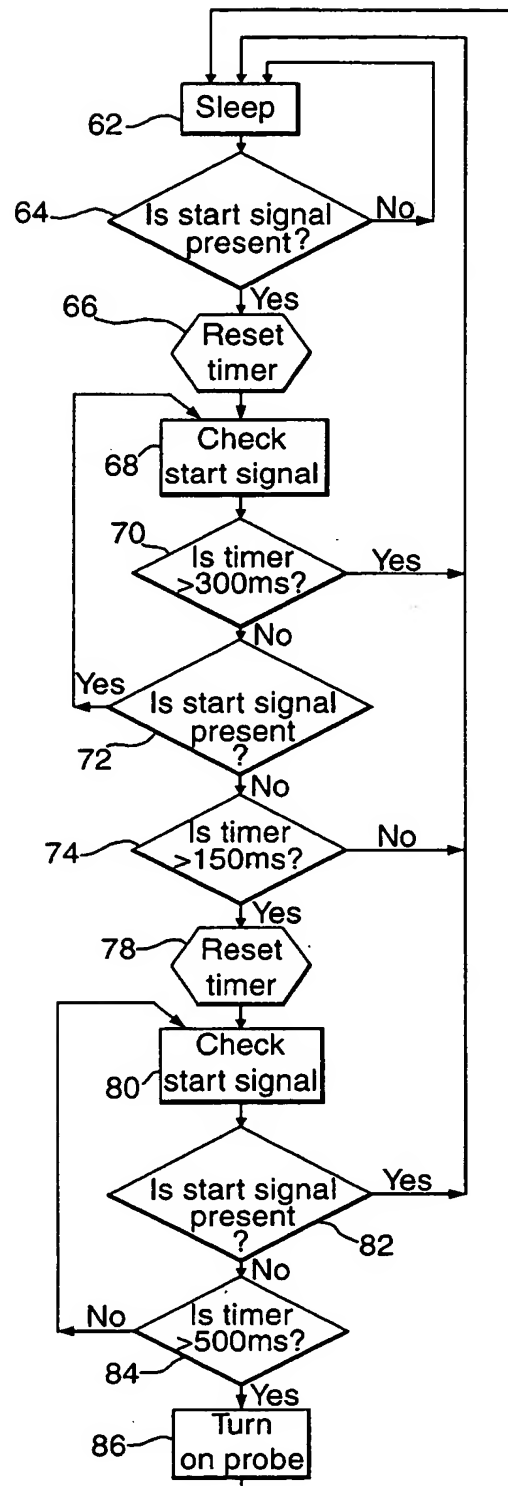 Sleep
62
64
Is start signal
present?
No
Yes
66
Reset
timer
Check
start signal
68
70
Is timer
>300ms?
Yes
No
Yes
Is start signal
present
?
72
No
74
Is timer
>150ms?
No
Yes
78
Reset
timer
Check
start signal
80
Is start signal
present
?
Yes
82
No
No
Is timer
>500ms?
84
Yes
Turn
on probe
86